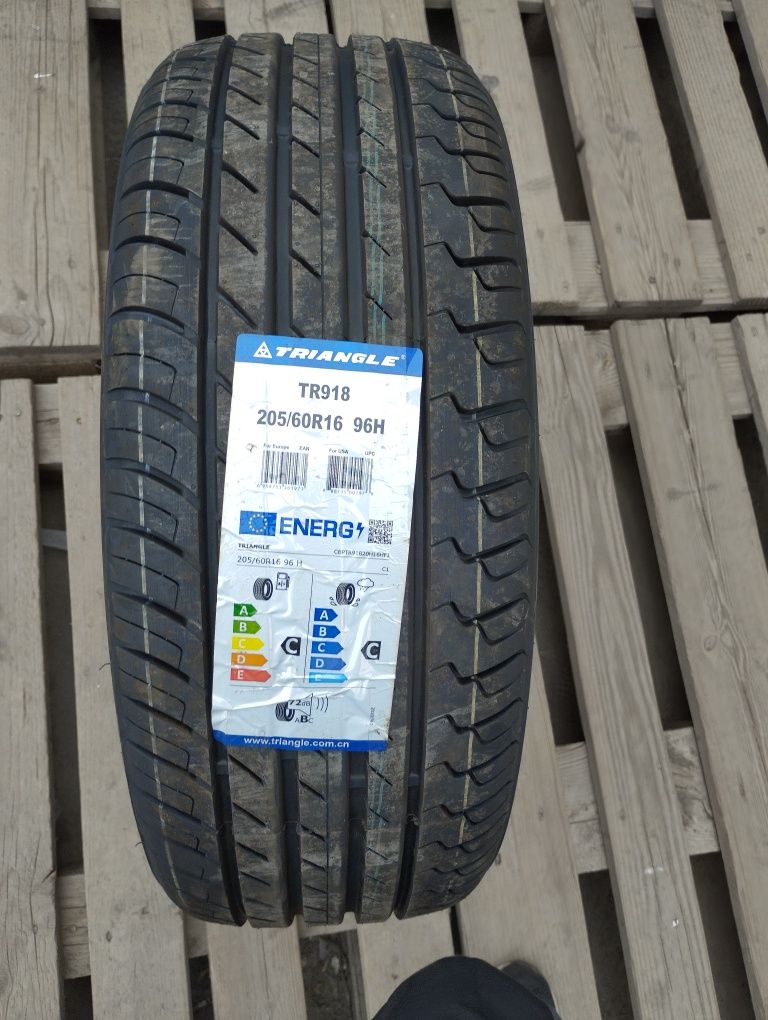 TRIANGLE
TR918
205/60R16 96H
For Europe EAN For USA UPC
ENERG
TRIANGLE
205/60R16 96 H C1
A A
B B
C C C C
D D
E E
72dB
ABC
www.triangle.com.cn